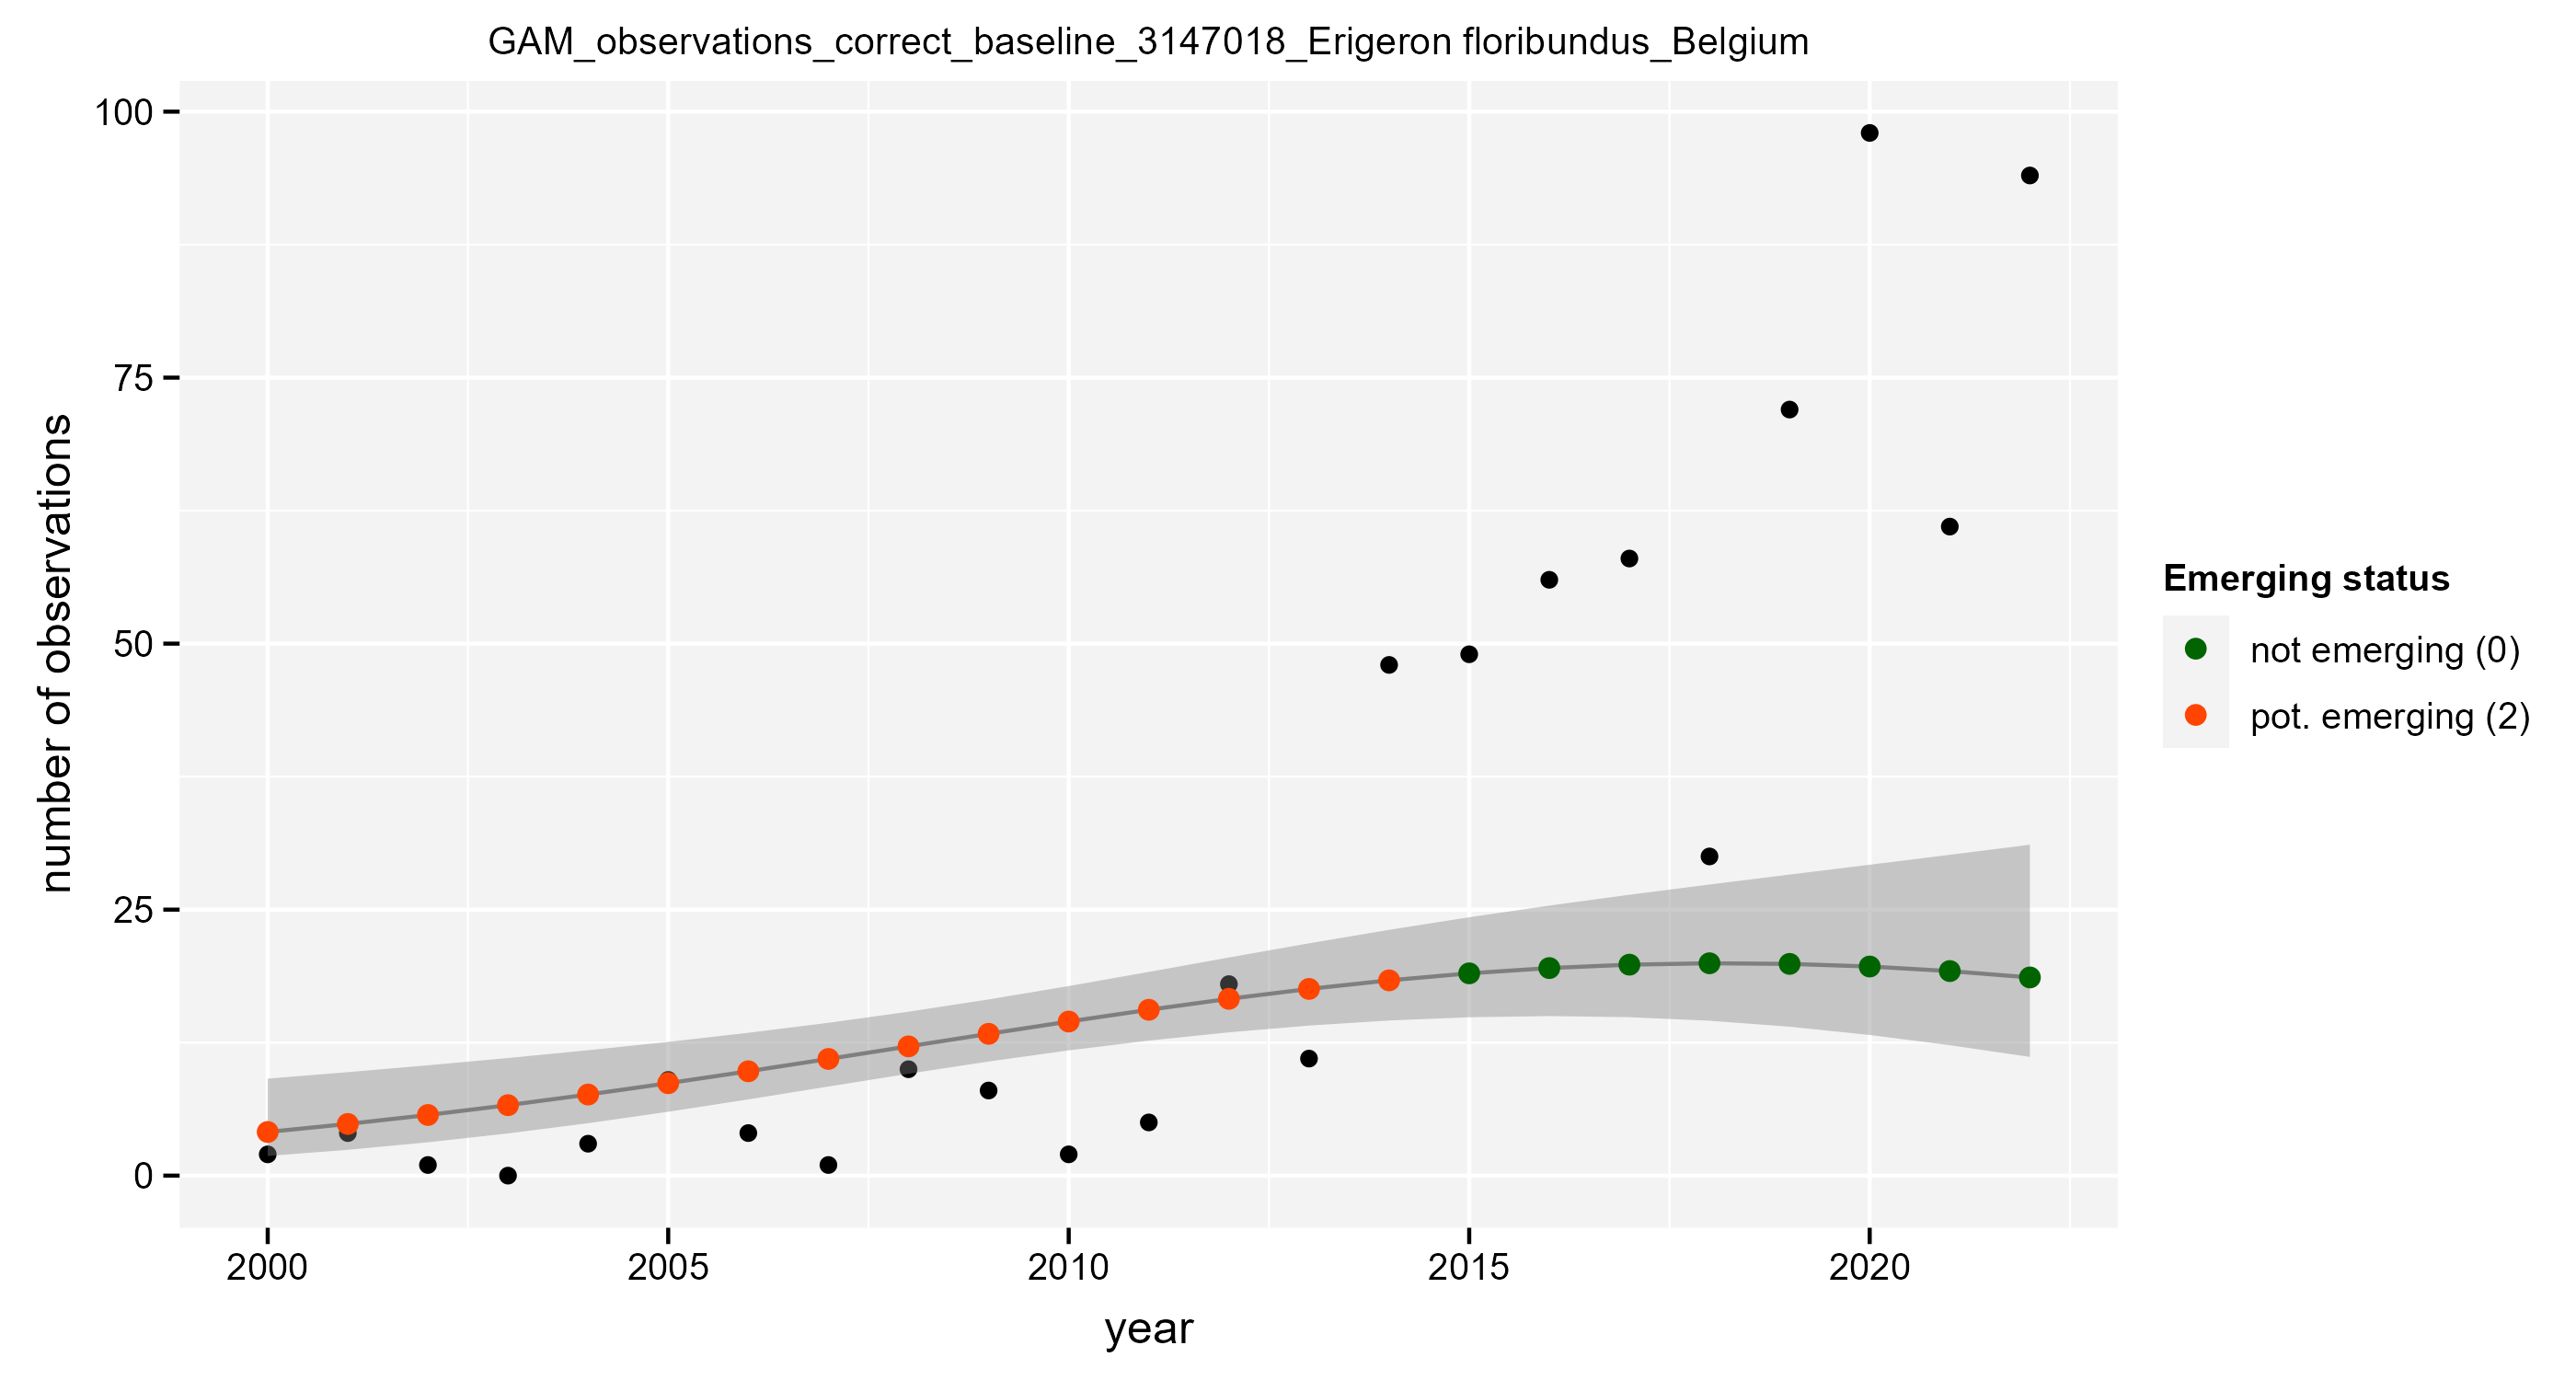 GAM_observations_correct_baseline_3147018_Erigeron floribundus_Belgium
100
75
50
25
0
number of observations
2000 2005 2010 2015 2020
year
Emerging status
not emerging (0)
pot. emerging (2)